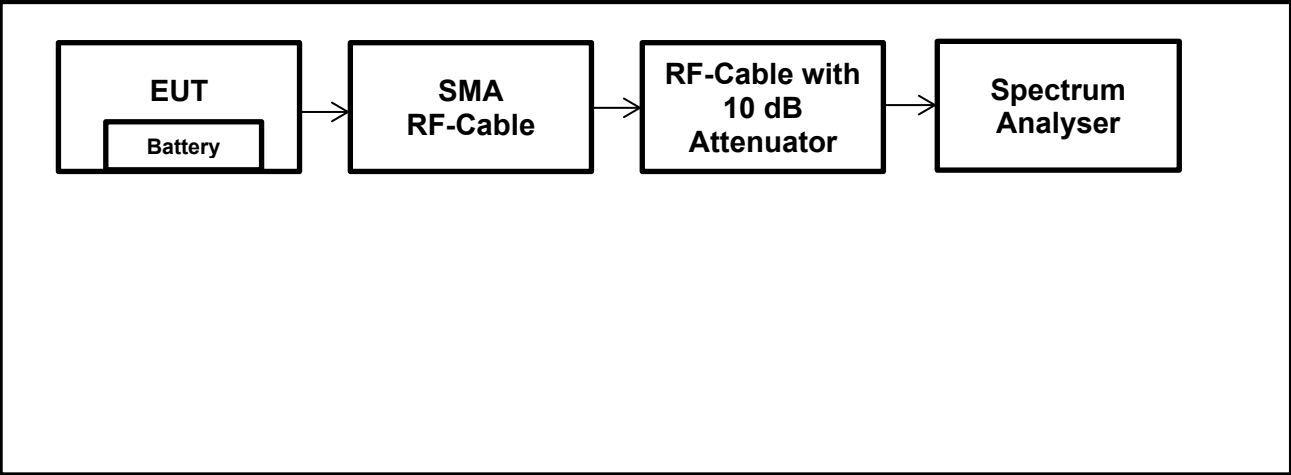 EUT
Battery
SMA
RF-Cable
RF-Cable with
10 dB
Attenuator
Spectrum
Analyser